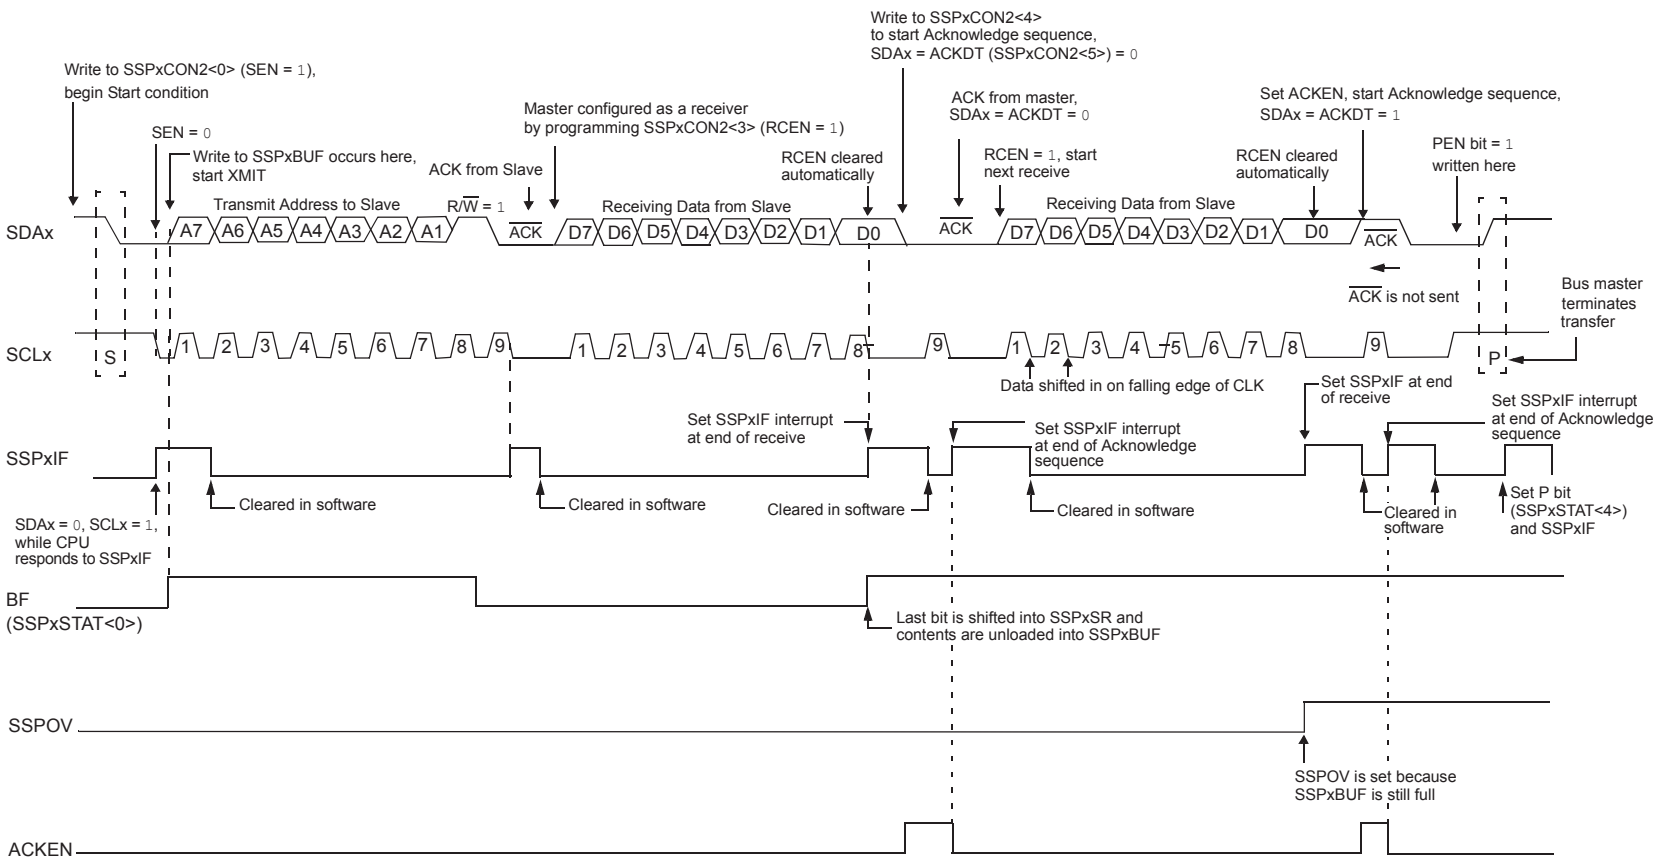 Write to SSPxCON2<4>
to start Acknowledge sequence,
SDAx = ACKDT (SSPxCON2<5>) = 0
Write to SSPxCON2<0> (SEN = 1),
begin Start condition
ACK from master,
SDAx = ACKDT = 0
Set ACKEN, start Acknowledge sequence,
SDAx = ACKDT = 1
Master configured as a receiver
by programming SSPxCON2<3> (RCEN = 1)
SEN = 0
Write to SSPxBUF occurs here,
start XMIT
ACK from Slave
RCEN cleared
automatically
RCEN = 1, start
next receive
RCEN cleared
automatically
PEN bit = 1
written here
Transmit Address to Slave
R/W = 1
Receiving Data from Slave
Receiving Data from Slave
SDAx
A7 A6 A5 A4 A3 A2 A1 ACK D7 D6 D5 D4 D3 D2 D1 D0 ACK D7 D6 D5 D4 D3 D2 D1 D0 ACK
ACK is not sent
Bus master
terminates
transfer
SCLx
S 1 2 3 4 5 6 7 8 9 1 2 3 4 5 6 7 8 9 1 2 3 4 5 6 7 8 9 P
Data shifted in on falling edge of CLK
Set SSPxIF at end
of receive
Set SSPxIF interrupt
at end of receive
Set SSPxIF interrupt
at end of Acknowledge
sequence
Set SSPxIF interrupt
at end of Acknowledge
sequence
SSPxIF
Cleared in software
Cleared in software
Cleared in software
Cleared in software
Cleared in
software
Set P bit
(SSPxSTAT<4>)
and SSPxIF
SDAx = 0, SCLx = 1,
while CPU
responds to SSPxIF
BF
(SSPxSTAT<0>)
Last bit is shifted into SSPxSR and
contents are unloaded into SSPxBUF
SSPOV
SSPOV is set because
SSPxBUF is still full
ACKEN